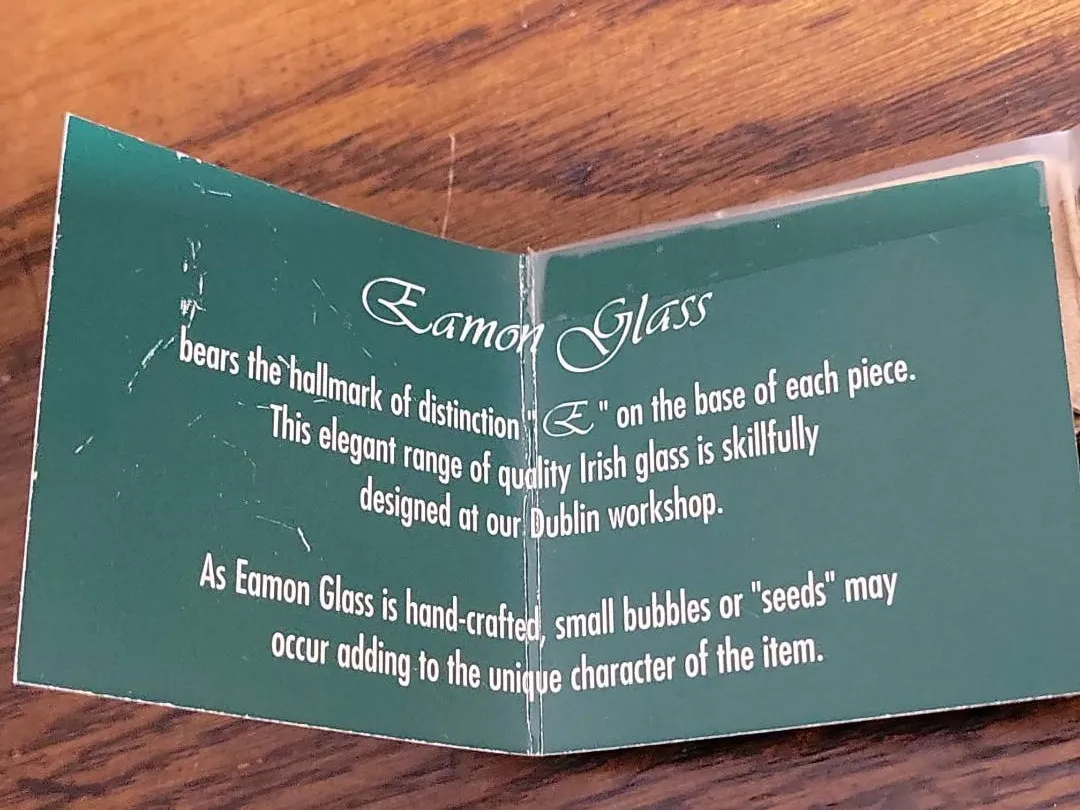 Eamon Glass
bears the hallmark of distinction "E" on the base of each piece.
This elegant range of quality Irish glass is skillfully
designed at our Dublin workshop.
As Eamon Glass is hand-crafted, small bubbles or "seeds" may
occur adding to the unique character of the item.